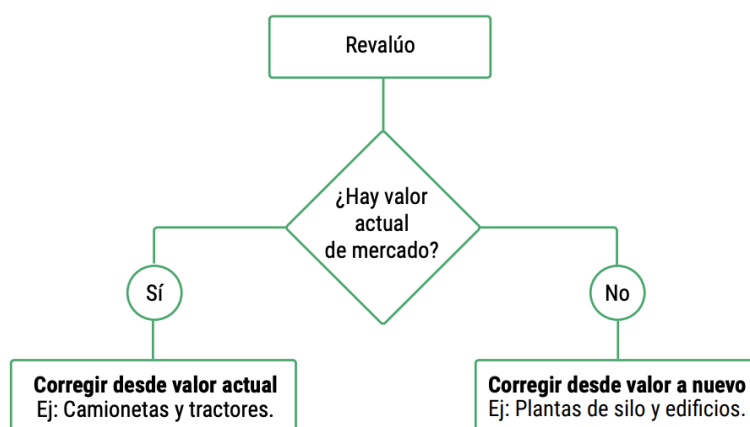 Revalúo
¿Hay valor
actual
de mercado?
Sí
No
Corregir desde valor actual
Ej: Camionetas y tractores.
Corregir desde valor a nuevo
Ej: Plantas de silo y edificios.